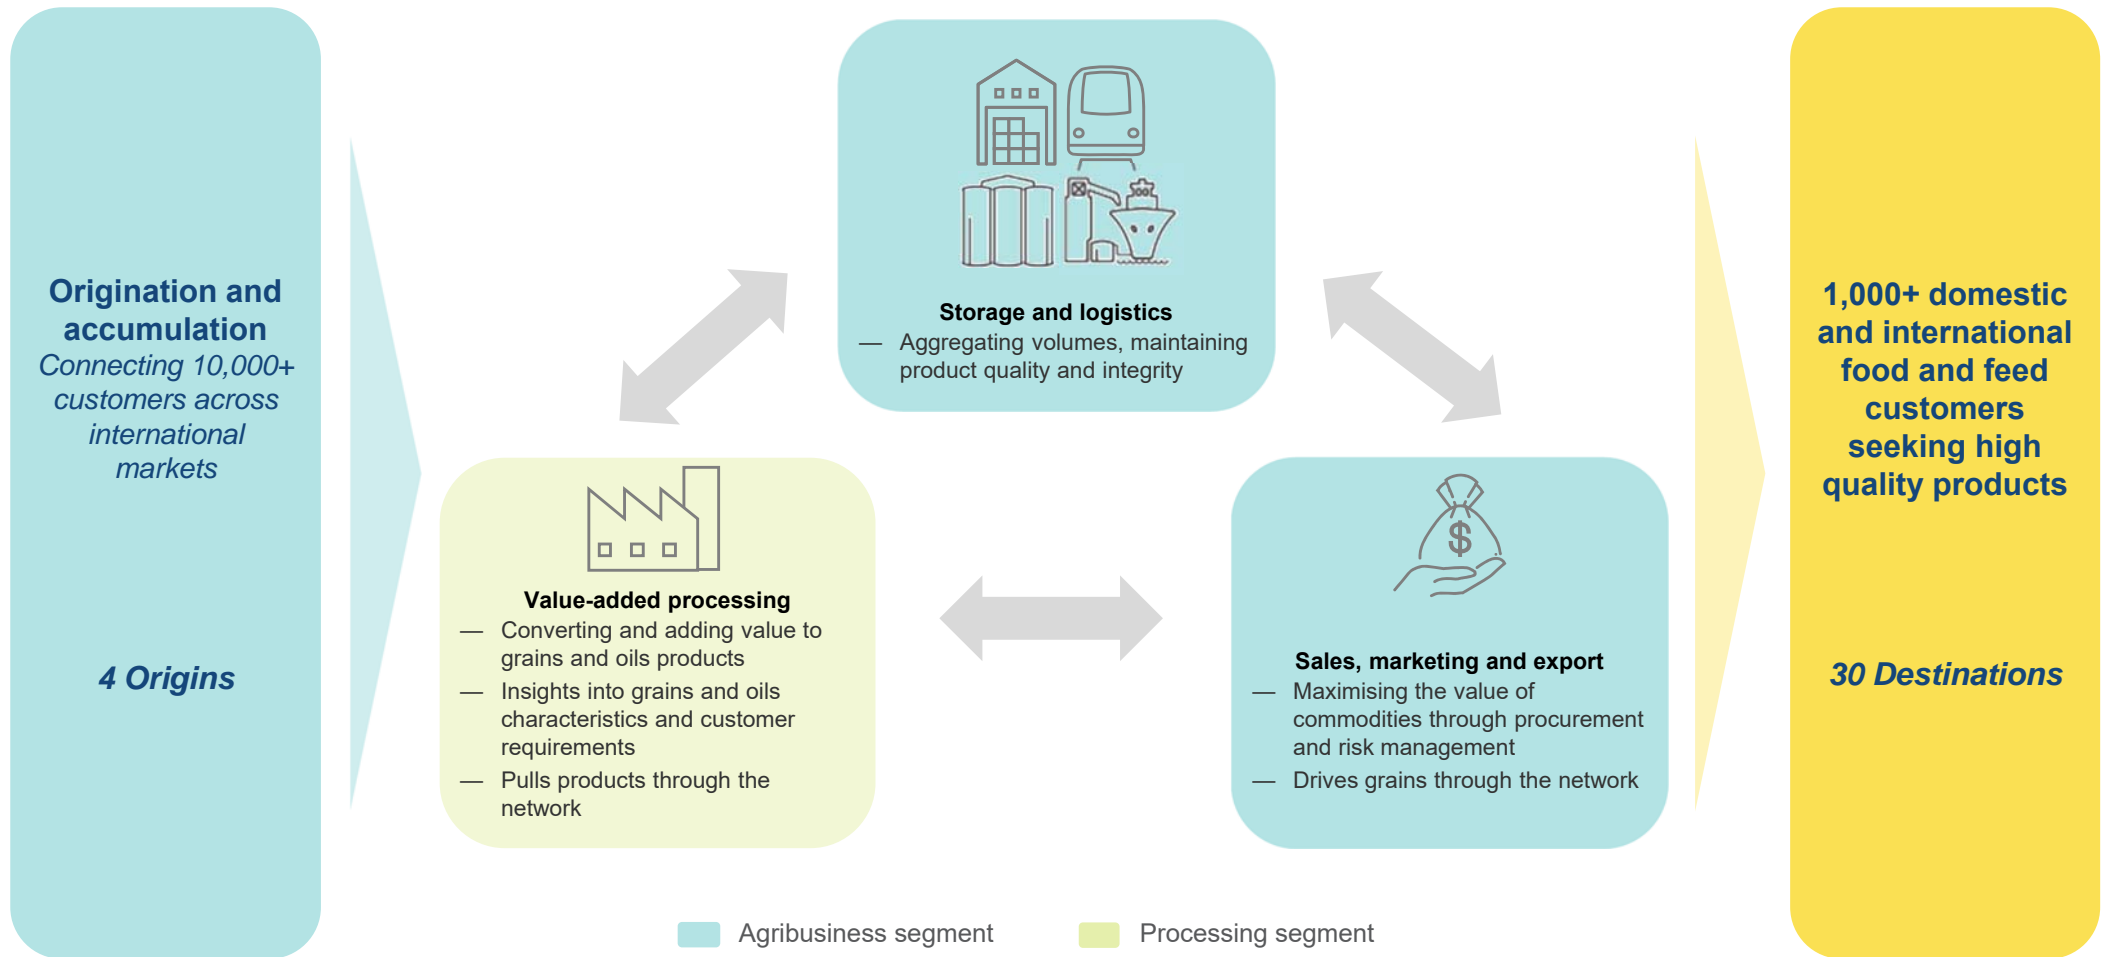 Origination and
accumulation
Connecting 10,000+
customers across
international
markets
4 Origins
Storage and logistics
— Aggregating volumes, maintaining
product quality and integrity
Value-added processing
— Converting and adding value to
grains and oils products
— Insights into grains and oils
characteristics and customer
requirements
— Pulls products through the
network
$
Sales, marketing and export
— Maximising the value of
commodities through procurement
and risk management
— Drives grains through the network
1,000+ domestic
and international
food and feed
customers
seeking high
quality products
30 Destinations
Agribusiness segment
Processing segment